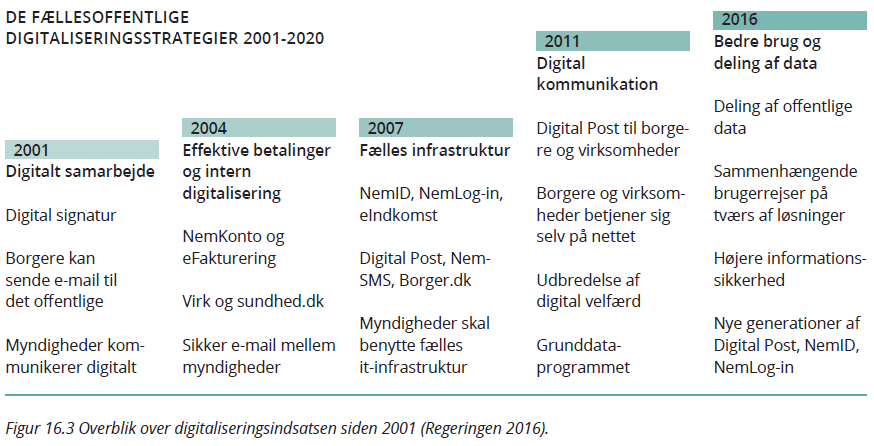 DE FÆLLESOFFENTLIGE
DIGITALISERINGSSTRATEGIER 2001-2020
2001
Digitalt samarbejde
Digital signatur
Borgere kan
sende e-mail til
det offentlige
Myndigheder kom-
munikerer digitalt
2004
Effektive betalinger
og intern
digitalisering
NemKonto og
eFakturering
Virk og sundhed.dk
Sikker e-mail mellem
myndigheder
2007
Fælles infrastruktur
NemID, NemLog-in,
eIndkomst
Digital Post, Nem-
SMS, Borger.dk
Myndigheder skal
benytte fælles
it-infrastruktur
2011
Digital
kommunikation
Digital Post til borge-
re og virksomheder
Borgere og virksom-
heder betjener sig
selv på nettet
Udbredelse af
digital velfærd
Grunddata-
programmet
2016
Bedre brug og
deling af data
Deling af offentlige
data
Sammenhængende
brugerrejser på
tværs af løsninger
Højere informations-
sikkerhed
Nye generationer af
Digital Post, NemID,
NemLog-in
Figur 16.3 Overblik over digitaliseringsindsatsen siden 2001 (Regeringen 2016).